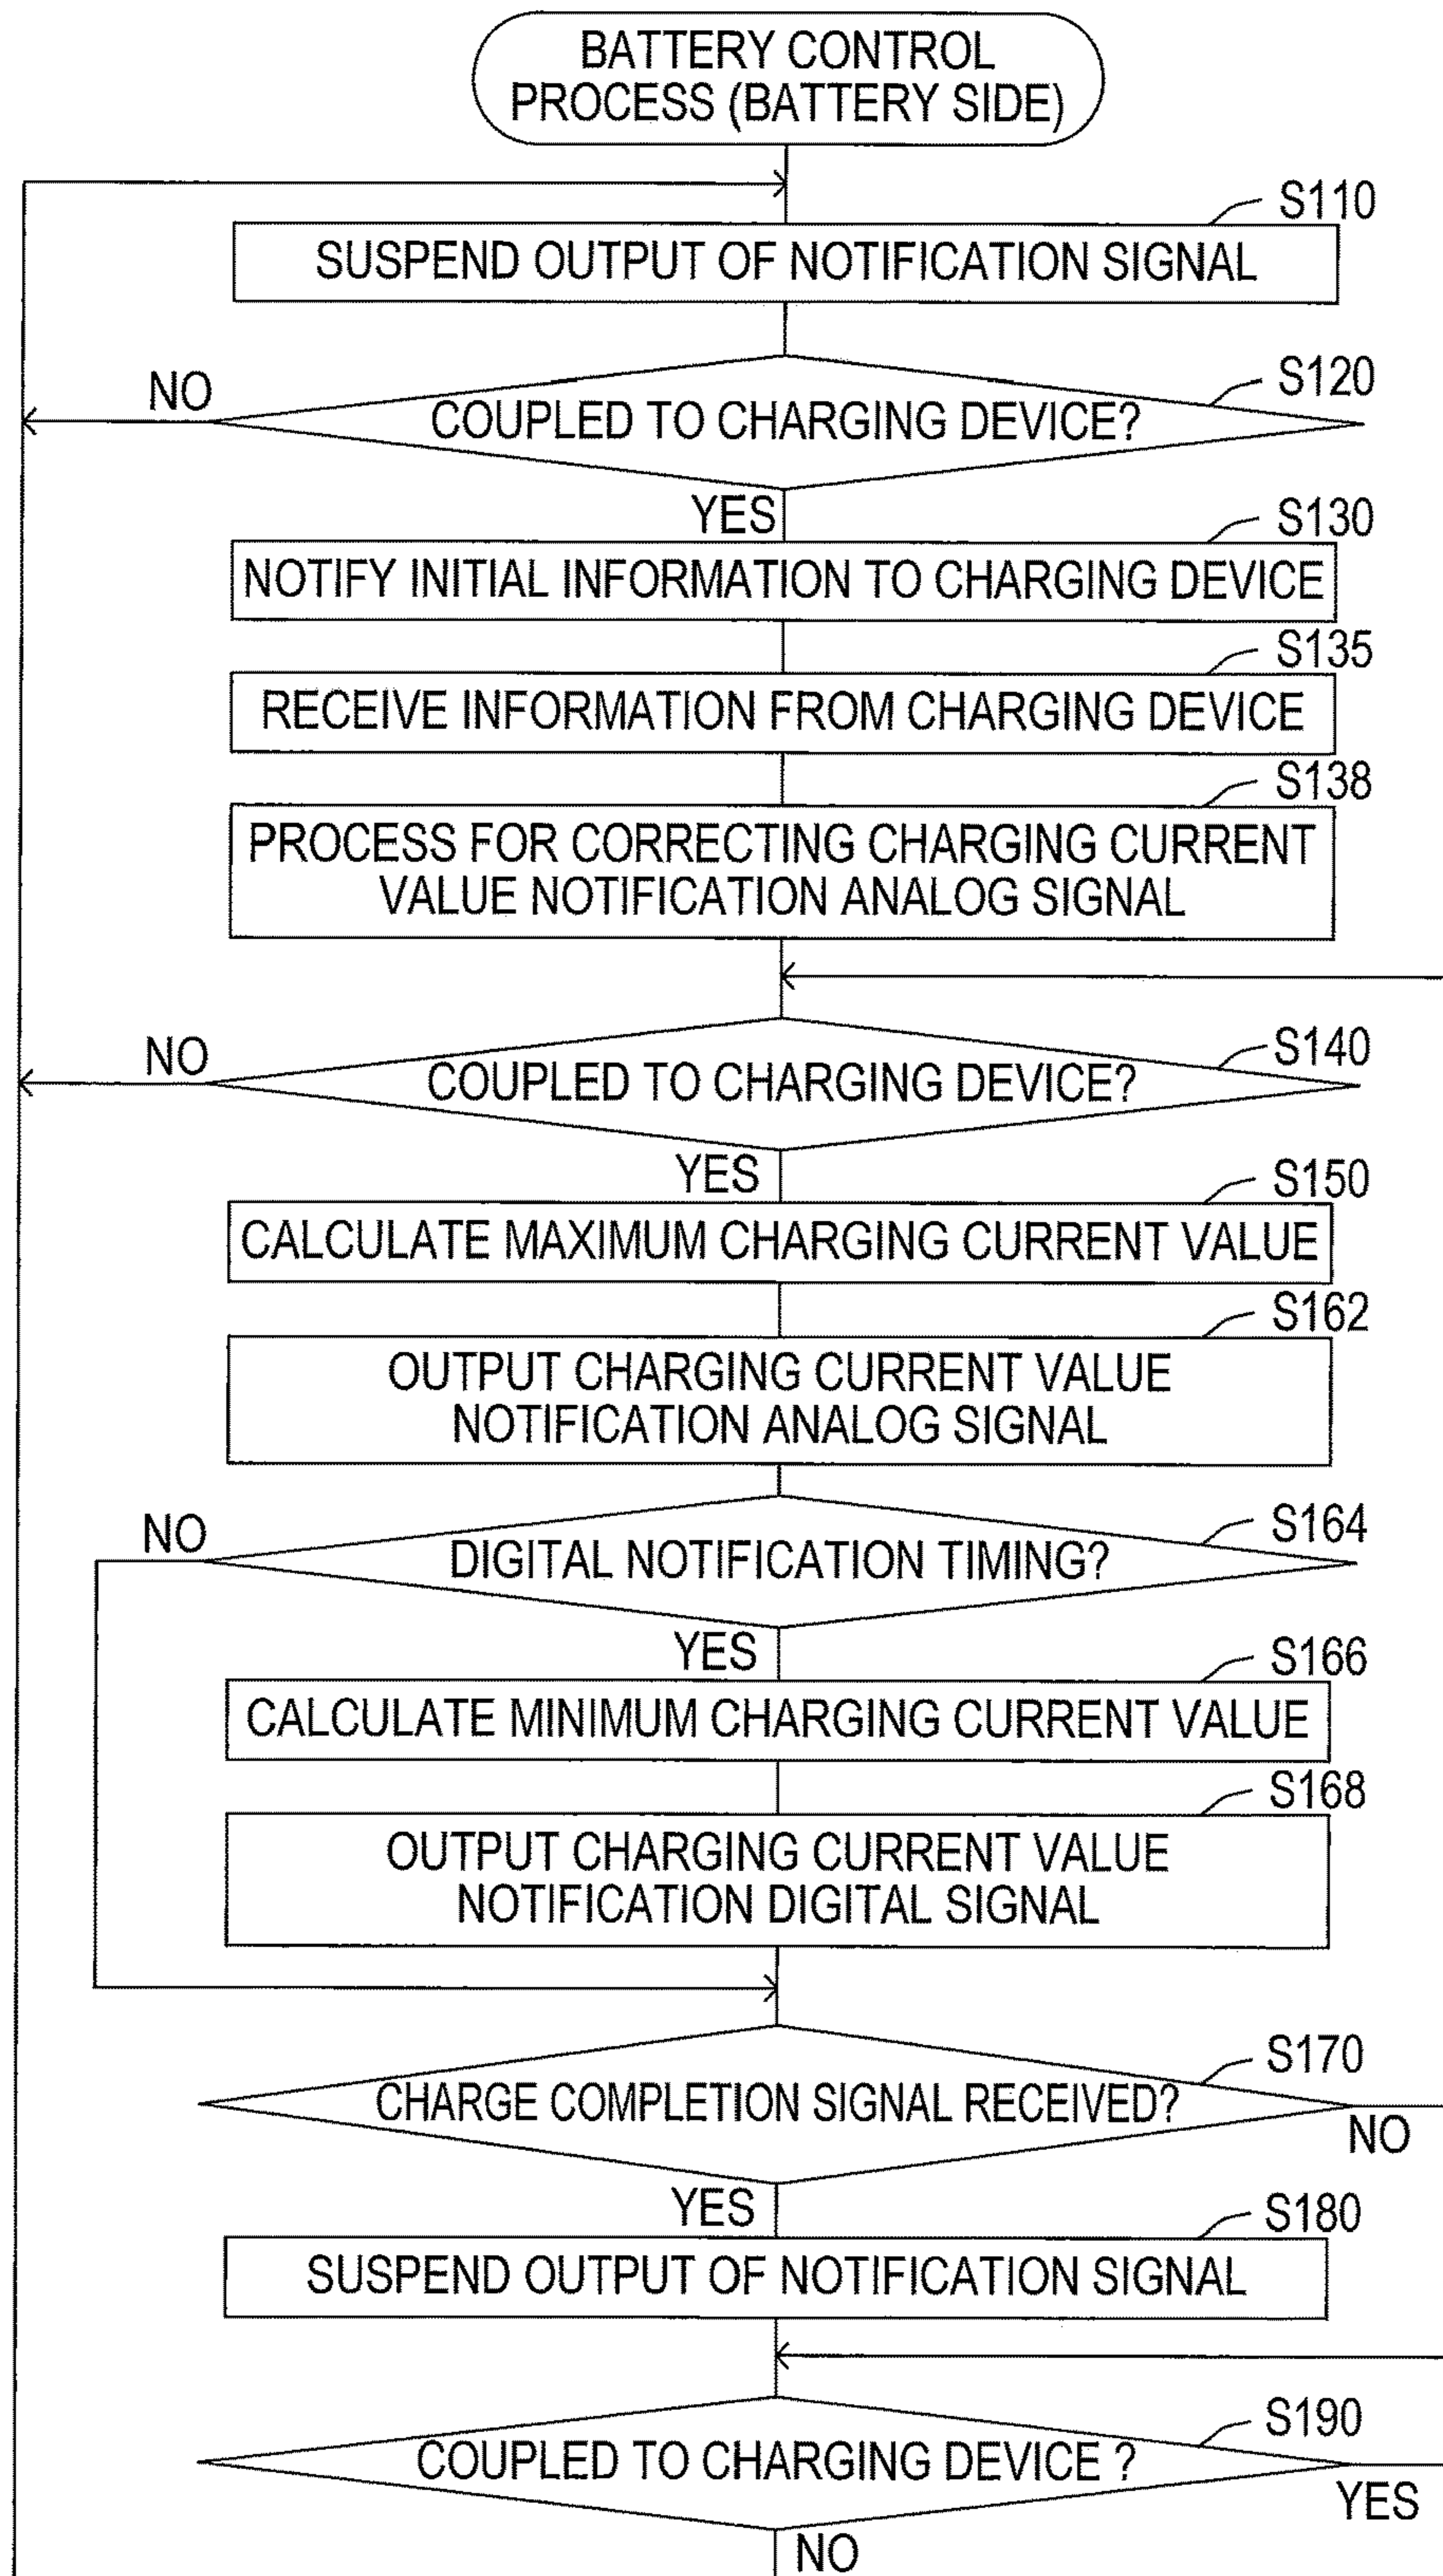 BATTERY CONTROL
PROCESS (BATTERY SIDE)
S110
SUSPEND OUTPUT OF NOTIFICATION SIGNAL
S120
NO
COUPLED TO CHARGING DEVICE?
YES
S130
NOTIFY INITIAL INFORMATION TO CHARGING DEVICE
S135
RECEIVE INFORMATION FROM CHARGING DEVICE
S138
PROCESS FOR CORRECTING CHARGING CURRENT
VALUE NOTIFICATION ANALOG SIGNAL
S140
NO
COUPLED TO CHARGING DEVICE?
YES
S150
CALCULATE MAXIMUM CHARGING CURRENT VALUE
S162
OUTPUT CHARGING CURRENT VALUE
NOTIFICATION ANALOG SIGNAL
S164
NO
DIGITAL NOTIFICATION TIMING?
YES
S166
CALCULATE MINIMUM CHARGING CURRENT VALUE
S168
OUTPUT CHARGING CURRENT VALUE
NOTIFICATION DIGITAL SIGNAL
S170
CHARGE COMPLETION SIGNAL RECEIVED?
NO
YES
S180
SUSPEND OUTPUT OF NOTIFICATION SIGNAL
S190
COUPLED TO CHARGING DEVICE ?
YES
NO